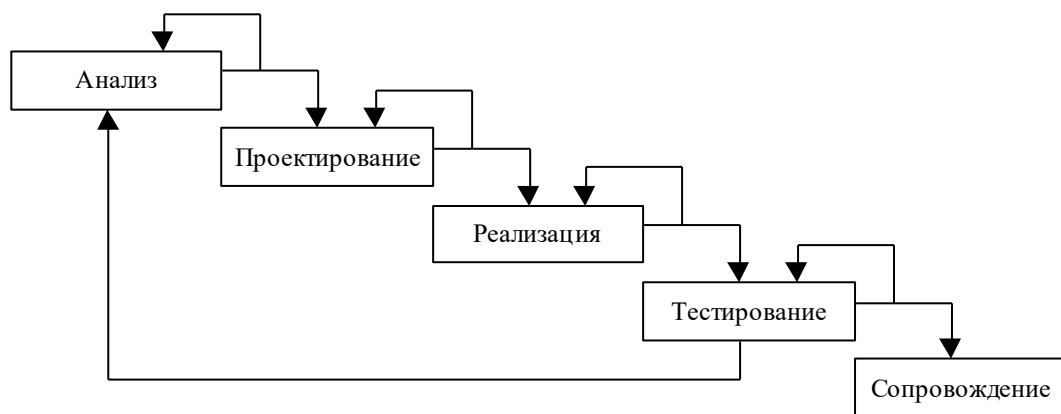 Анализ
Проектирование
Реализация
Тестирование
Сопровождение